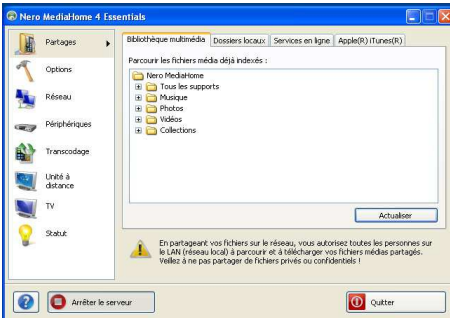 Nero MediaHome 4 Essentials
Partages
Options
Réseau
Périphériques
Transcodage
Unité à
distance
TV
Statut
Bibliothèque multimédia Dossiers locaux Services en ligne Apple(R) iTunes(R)
Parcourir les fichiers média déjà indexés :
Nero MediaHome
Tous les supports
Musique
Photos
Vidéos
Collections
Actualiser
En partageant vos fichiers sur le réseau, vous autorisez toutes les personnes sur
le LAN (réseau local) à parcourir et à télécharger vos fichiers médias partagés.
Veillez à ne pas partager de fichiers privés ou confidentiels !
Arrêter le serveur
Quitter